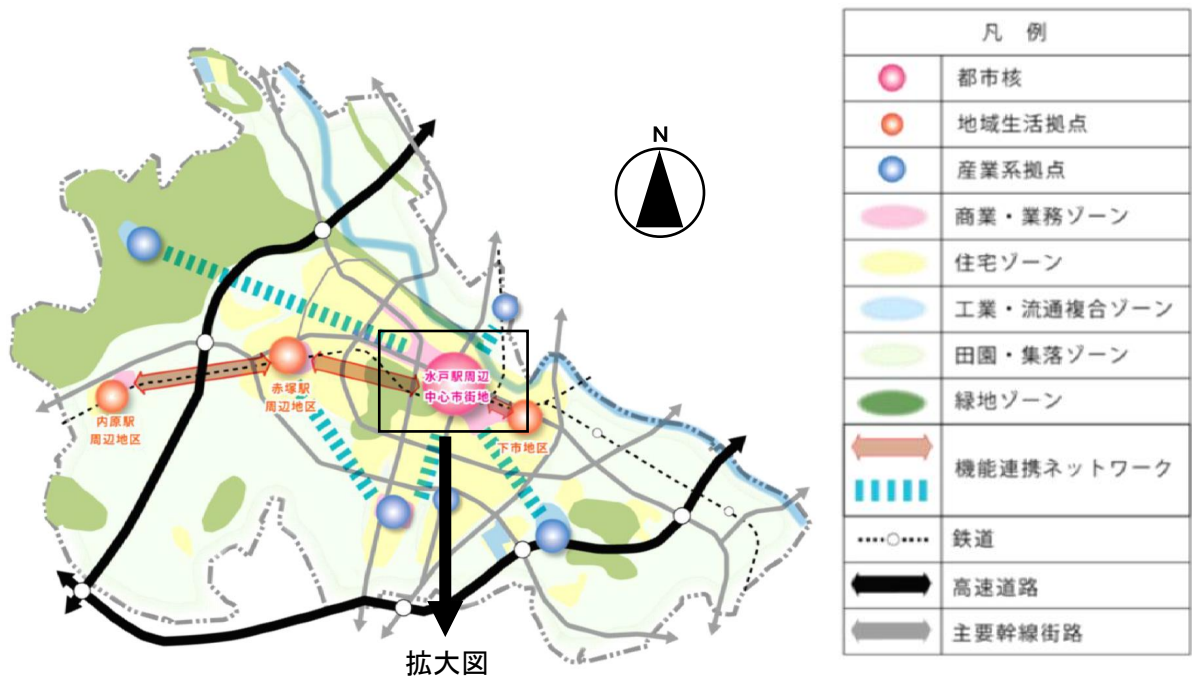 N
水戸駅周辺
中心市街地
赤塚駅
周辺地区
内原駅
周辺地区
下市地区
拡大図
凡 例
都市核
地域生活拠点
産業系拠点
商業・業務ゾーン
住宅ゾーン
工業・流通複合ゾーン
田園・集落ゾーン
緑地ゾーン
機能連携ネットワーク
鉄道
高速道路
主要幹線街路